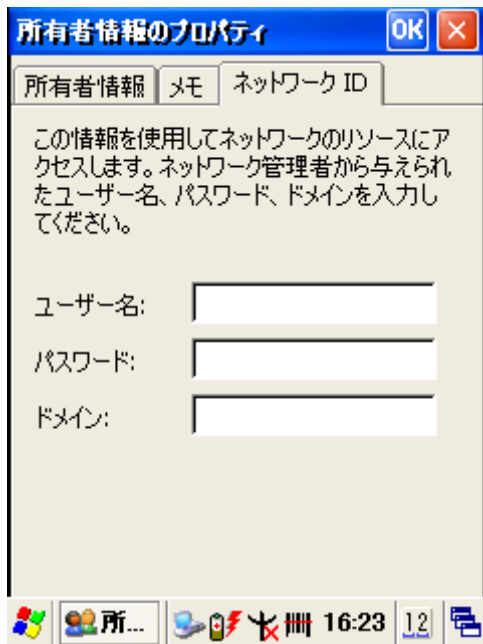 所有者情報のプロパティ OK
所有者情報 メモ ネットワーク ID
この情報を使用してネットワークのリソースにア
クセスします。ネットワーク管理者から与えられ
たユーザー名、パスワード、ドメインを入力し
てください。
ユーザー名:
パスワード:
ドメイン:
所... 16:23 12